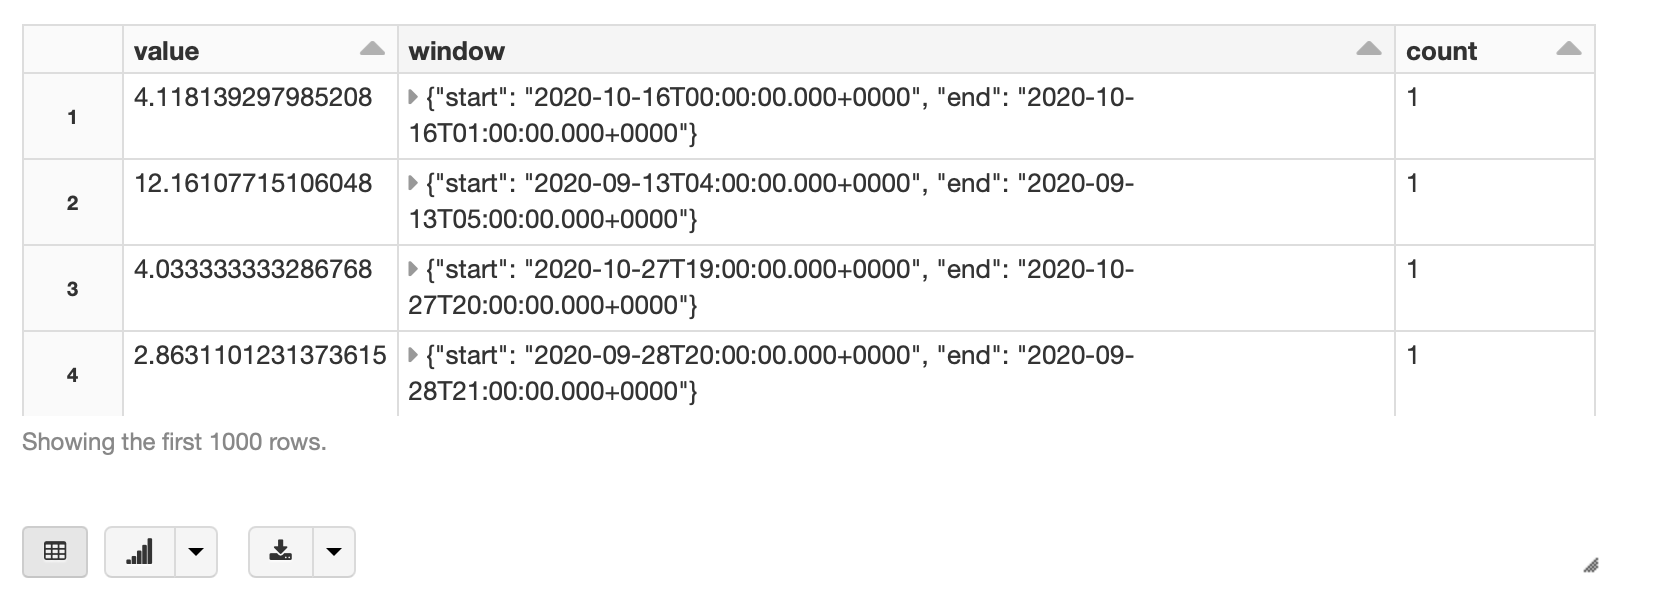 value window count
1 4.118139297985208 {"start": "2020-10-16T00:00:00.000+0000", "end": "2020-10- 1
16T01:00:00.000+0000"}
2 12.16107715106048 {"start": "2020-09-13T04:00:00.000+0000", "end": "2020-09- 1
13T05:00:00.000+0000"}
3 4.033333333286768 {"start": "2020-10-27T19:00:00.000+0000", "end": "2020-10- 1
27T20:00:00.000+0000"}
4 2.8631101231373615 {"start": "2020-09-28T20:00:00.000+0000", "end": "2020-09- 1
28T21:00:00.000+0000"}
Showing the first 1000 rows.